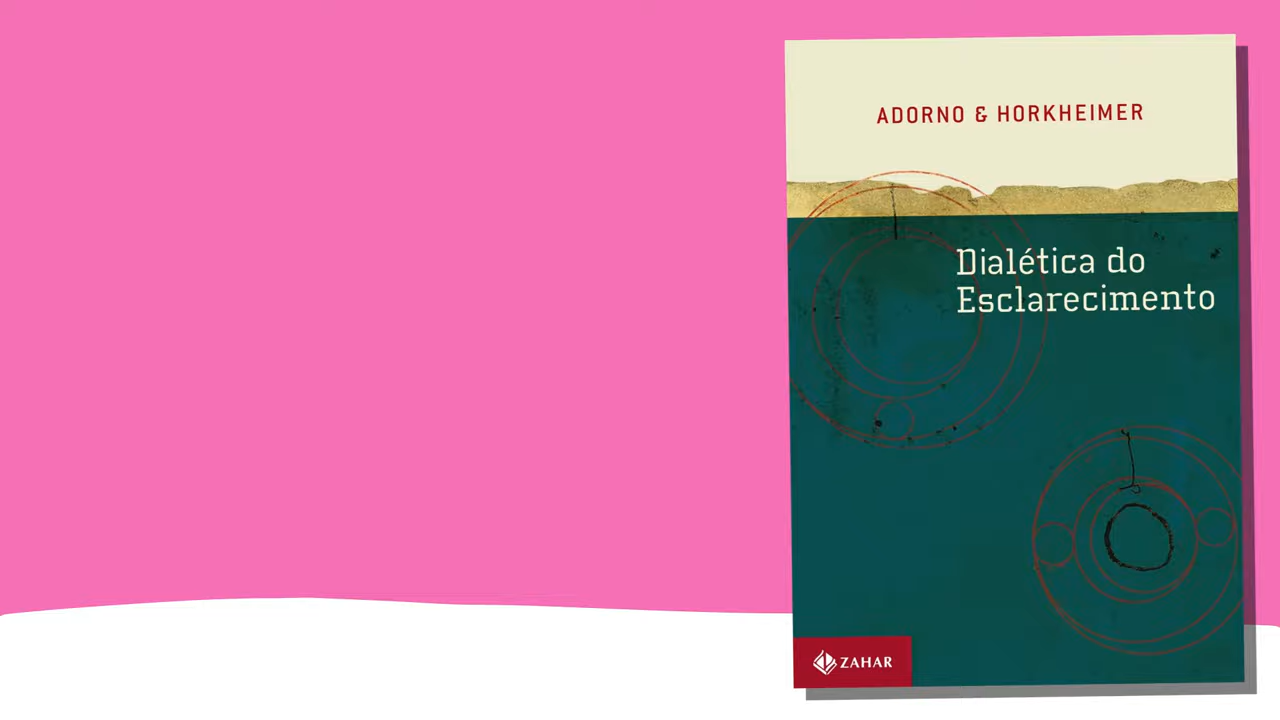 ADORNO & HORKHEIMER
Dialética do
Esclarecimento
ZAHAR